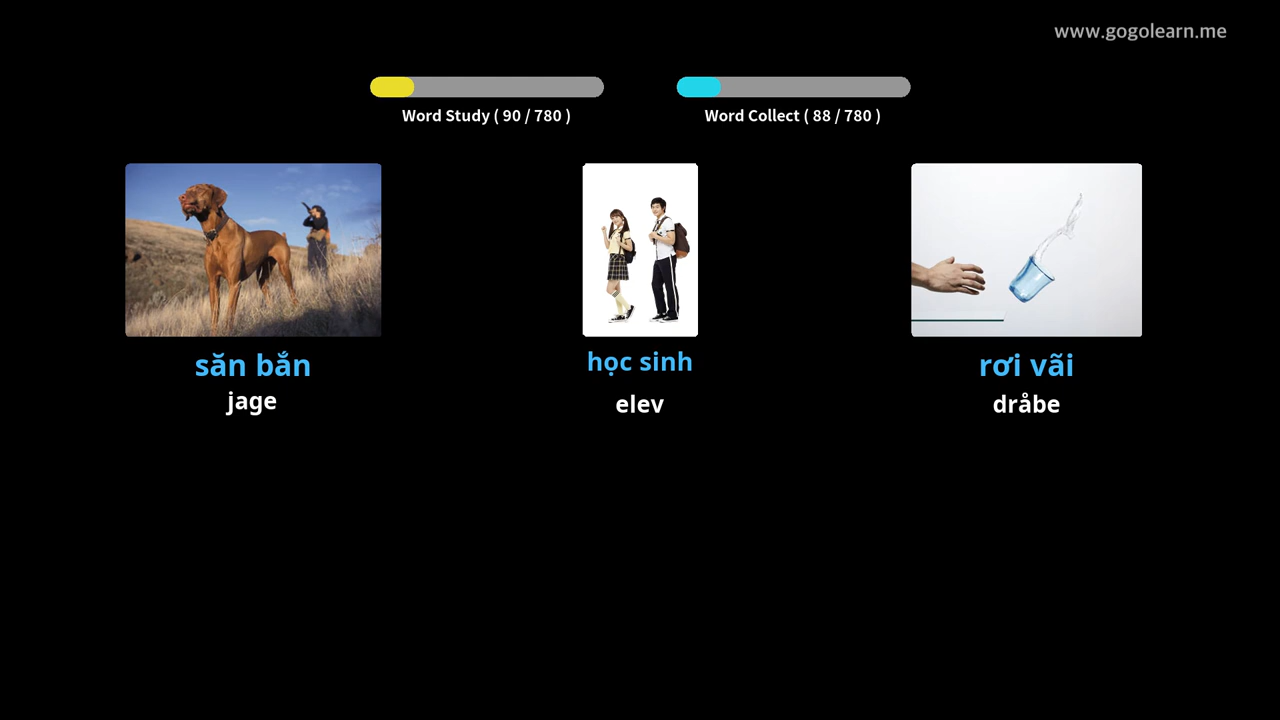 www.gogolearn.me
Word Study ( 90 / 780 )
Word Collect ( 88 / 780 )
săn bắn
jage
học sinh
elev
rơi vãi
dråbe